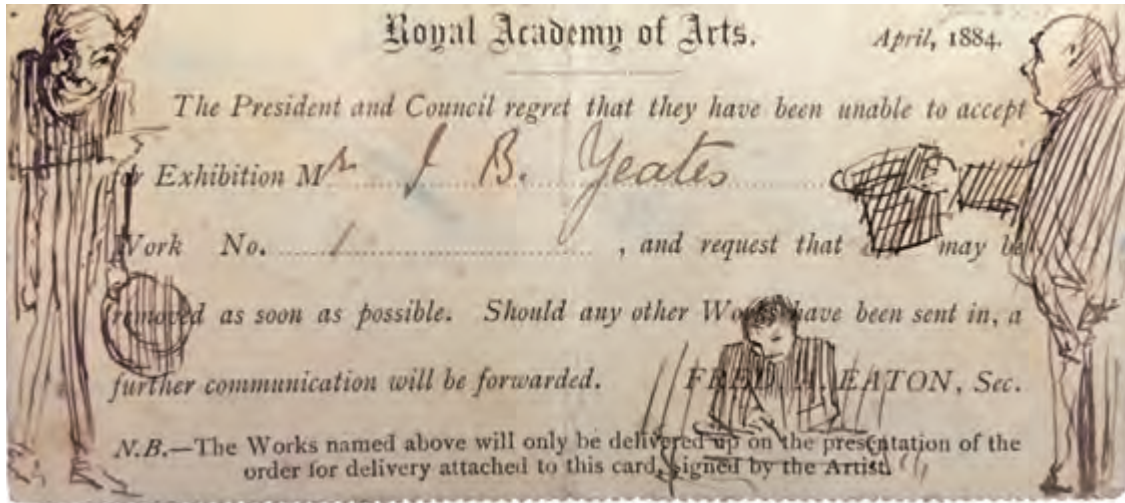 Royal Academy of Arts. April, 1884.
The President and Council regret that they have been unable to accept
for Exhibition Mr J B. Yeates
Work No. 1, and request that may be
removed as soon as possible. Should any other Works have been sent in, a
further communication will be forwarded. FRED. EATON, Sec.
N.B.—The Works named above will only be delivered up on the presentation of the
order for delivery attached to this card, signed by the Artist.